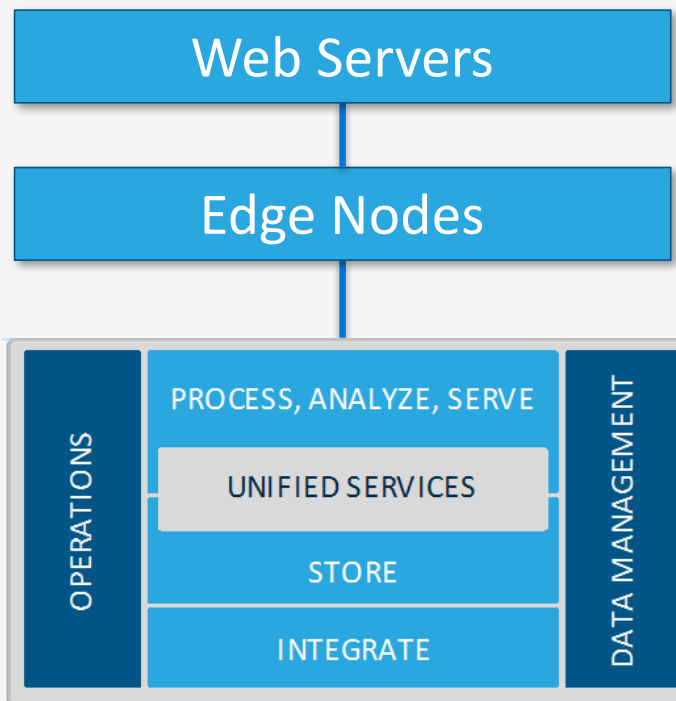 Web Servers
Edge Nodes
OPERATIONS
PROCESS, ANALYZE, SERVE
UNIFIED SERVICES
STORE
INTEGRATE
DATA MANAGEMENT